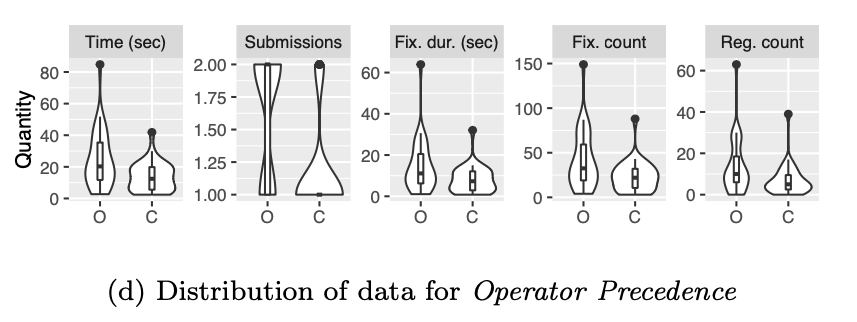 Time (sec) Submissions Fix. dur. (sec) Fix. count Reg. count
Quantity
80
60
40
20
0
O C
2.00
1.75
1.50
1.25
1.00
O C
60
40
20
0
O C
150
100
50
0
O C
60
40
20
0
O C
(d) Distribution of data for Operator Precedence